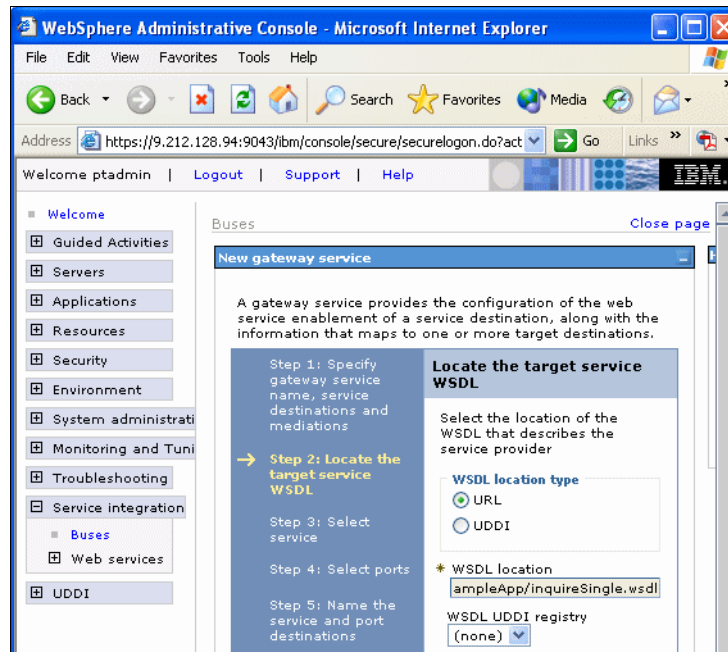 WebSphere Administrative Console - Microsoft Internet Explorer
File Edit View Favorites Tools Help
Back Search Favorites Media »
Address https://9.212.128.94:9043/ibm/console/secure/securelogon.do?act Go Links »
Welcome ptadmin | Logout | Support | Help IBM.
Welcome
Guided Activities
Servers
Applications
Resources
Security
Environment
System administrati
Monitoring and Tuni
Troubleshooting
Service integration
Buses
Web services
UDDI
Buses Close page
New gateway service
A gateway service provides the configuration of the web
service enablement of a service destination, along with the
information that maps to one or more target destinations.
Step 1: Specify
gateway service
name, service
destinations and
mediations
Step 2: Locate the
target service
WSDL
Step 3: Select
service
Step 4: Select ports
Step 5: Name the
service and port
destinations
Locate the target service
WSDL
Select the location of the
WSDL that describes the
service provider
WSDL location type
URL
UDDI
* WSDL location
ampleApp/inquireSingle.wsdl
WSDL UDDI registry
(none)